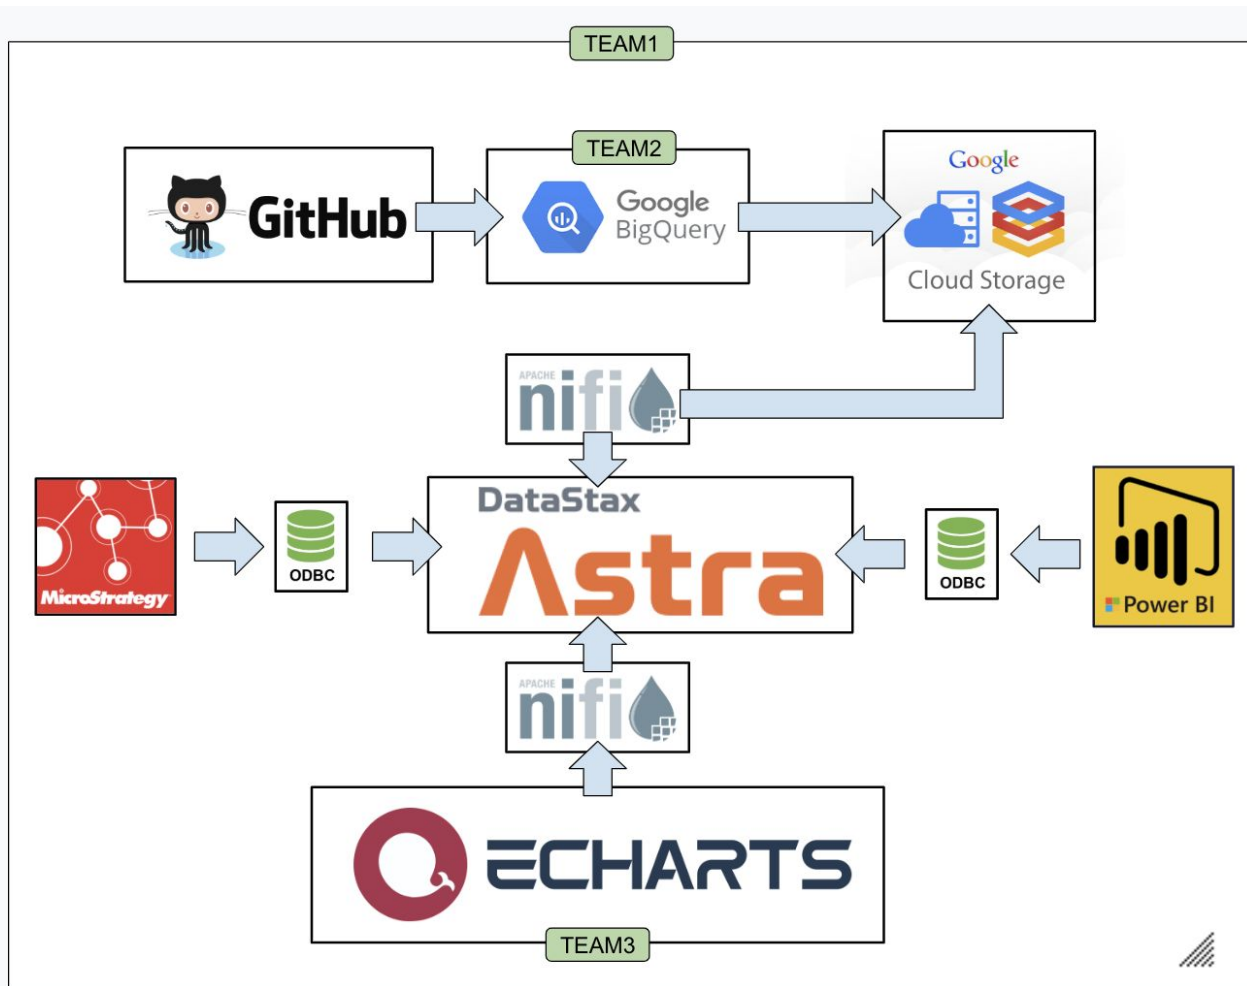 TEAM1
TEAM2
GitHub
Google
BigQuery
Google
Cloud Storage
APACHE
nifi
MicroStrategy
ODBC
DataStax
Astra
ODBC
Power BI
APACHE
nifi
ECHARTS
TEAM3